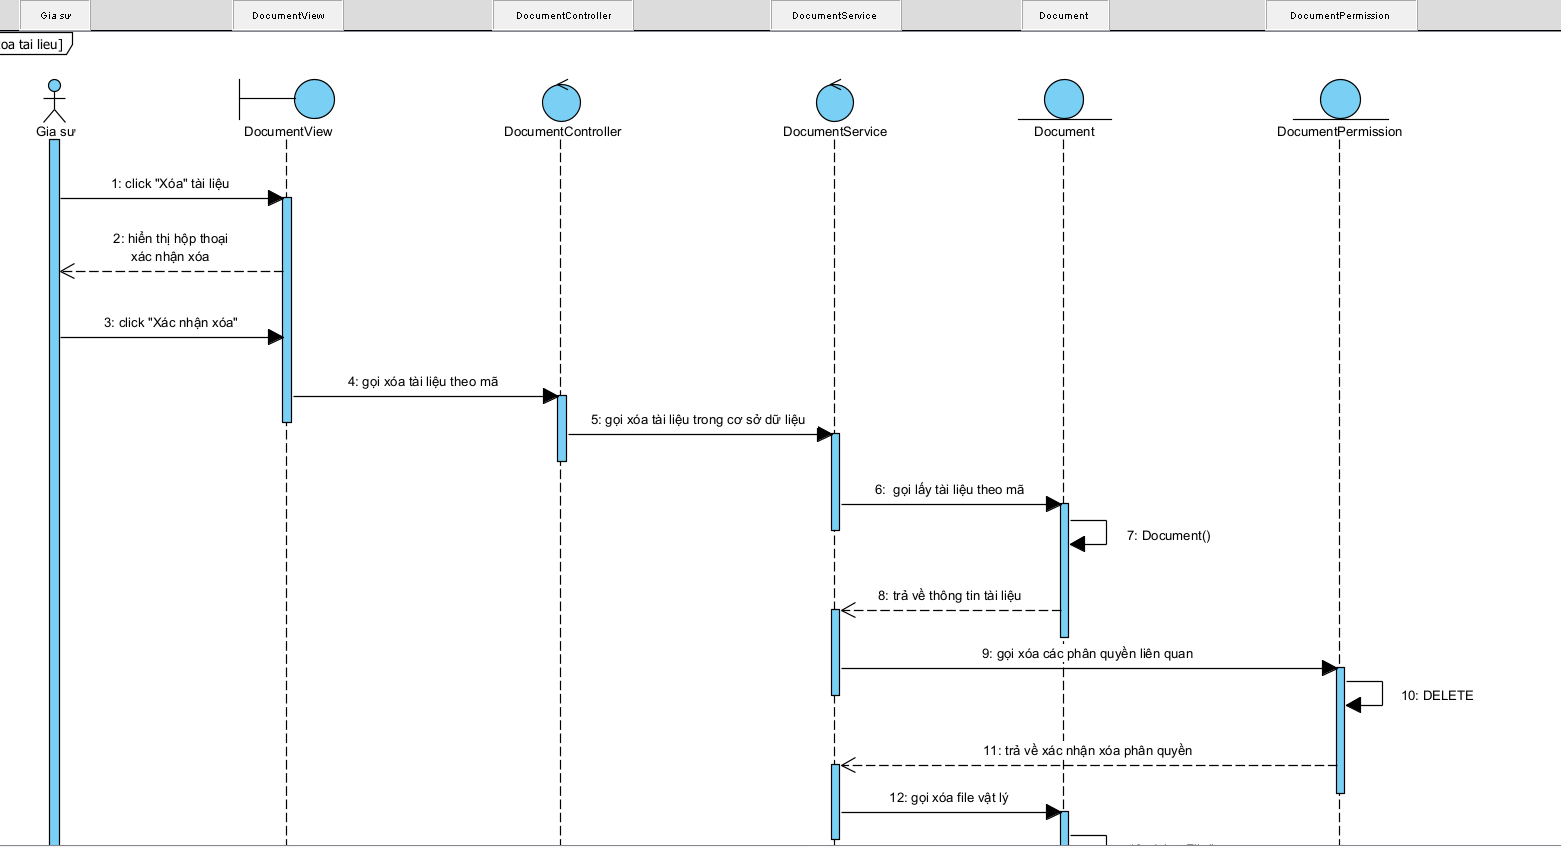 Gia sư
DocumentView
DocumentController
DocumentService
Document
DocumentPermission
oa tai lieu]
Gia sư
DocumentView
DocumentController
DocumentService
Document
DocumentPermission
1: click "Xóa" tài liệu
2: hiển thị hộp thoại
xác nhận xóa
3: click "Xác nhận xóa"
4: gọi xóa tài liệu theo mã
5: gọi xóa tài liệu trong cơ sở dữ liệu
6: gọi lấy tài liệu theo mã
7: Document()
8: trả về thông tin tài liệu
9: gọi xóa các phân quyền liên quan
10: DELETE
11: trả về xác nhận xóa phân quyền
12: gọi xóa file vật lý